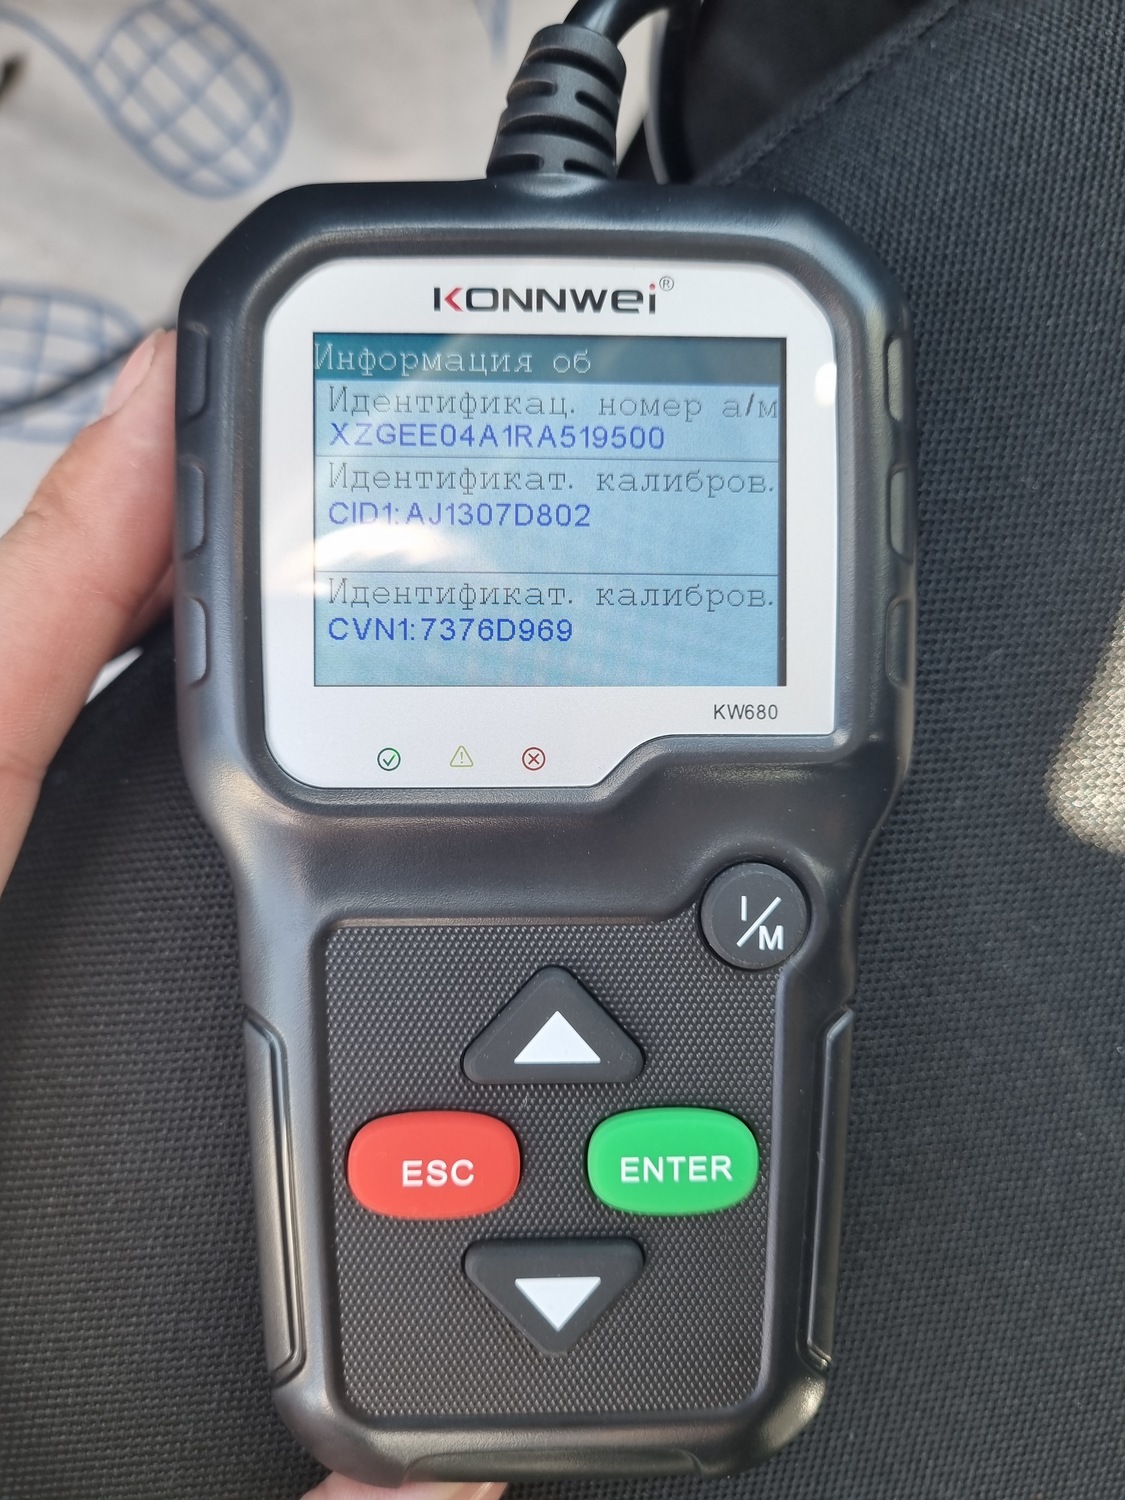 KONNWEI®
Информация об
Идентификац. номер а/м
XZGEE04A1RA519500
Идентификат. калибров.
CID1:AJ1307D802
Идентификат. калибров.
CVN1:7376D969
KW680
I/M
ESC
ENTER